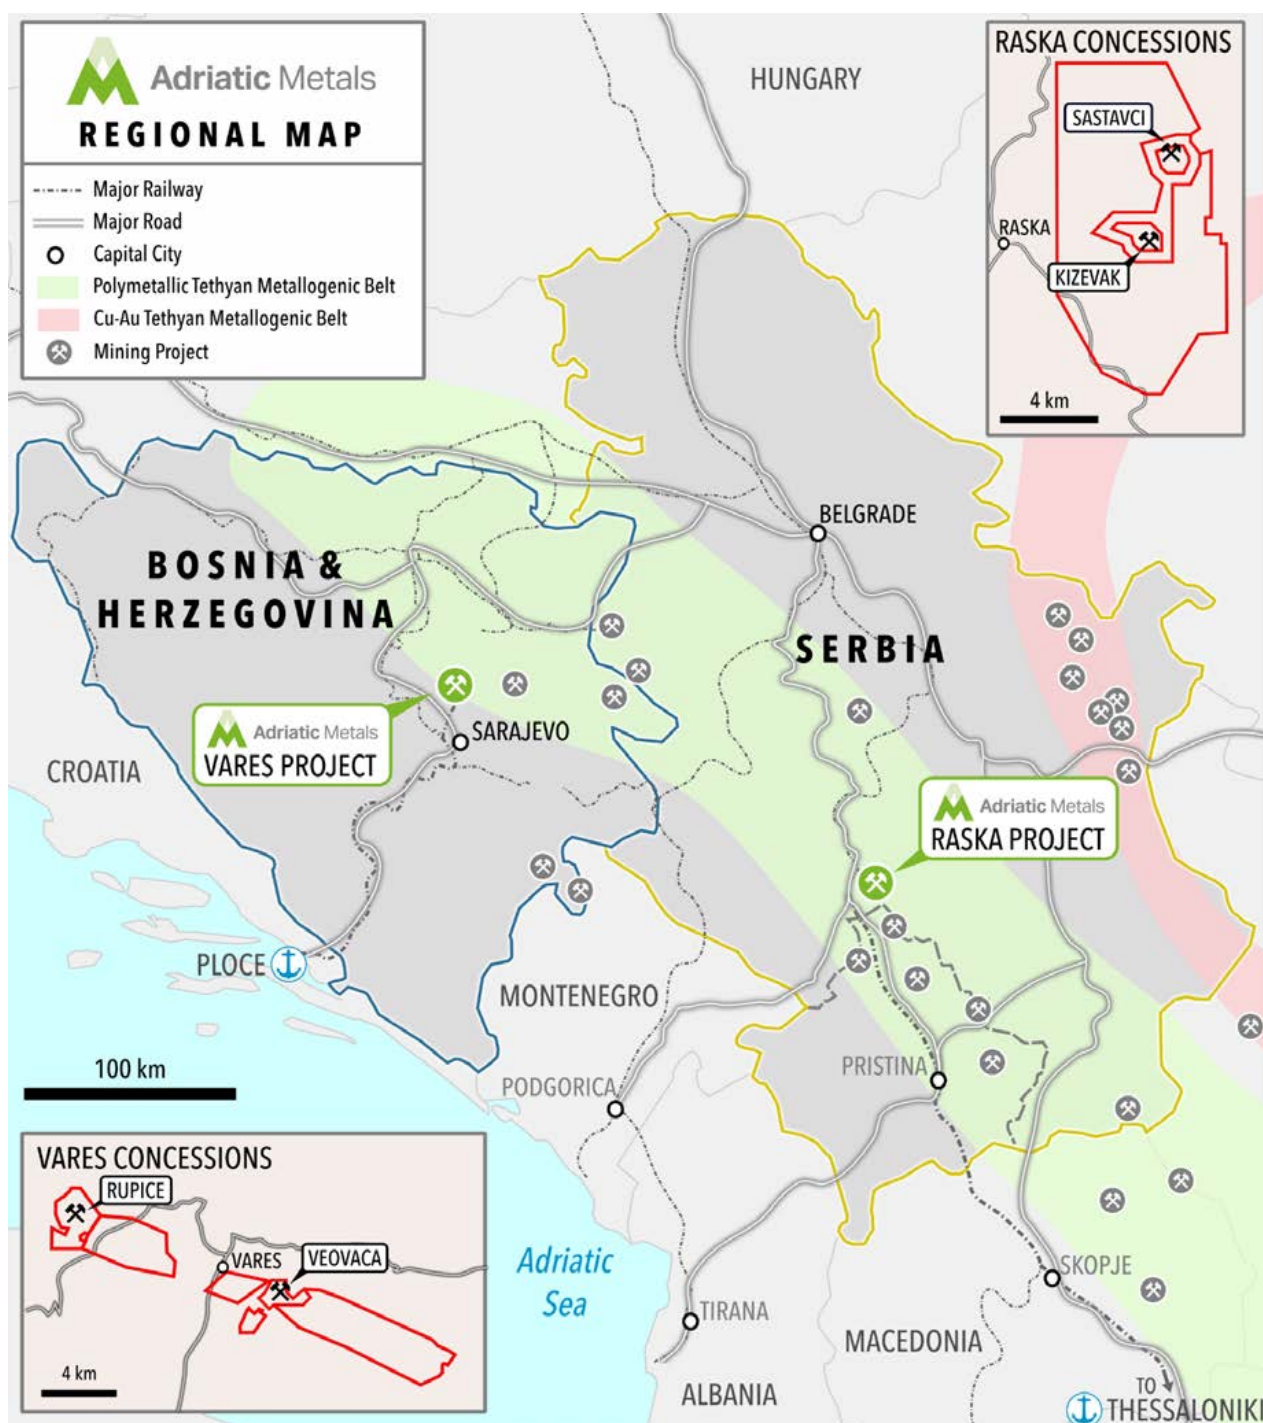 Adriatic Metals
REGIONAL MAP
Major Railway
Major Road
Capital City
Polymetallic Tethyan Metallogenic Belt
Cu-Au Tethyan Metallogenic Belt
Mining Project
HUNGARY
RASKA CONCESSIONS
SASTAVCI
RASKA
KIZEVAK
4 km
BELGRADE
BOSNIA &
HERZEGOVINA
SERBIA
Adriatic Metals
VARES PROJECT
SARAJEVO
CROATIA
Adriatic Metals
RASKA PROJECT
PLOCE
MONTENEGRO
100 km
PODGORICA
PRISTINA
VARES CONCESSIONS
RUPICE
VARES
VEOVACA
4 km
Adriatic
Sea
SKOPJE
TIRANA
MACEDONIA
ALBANIA
TO
THESSALONIKI